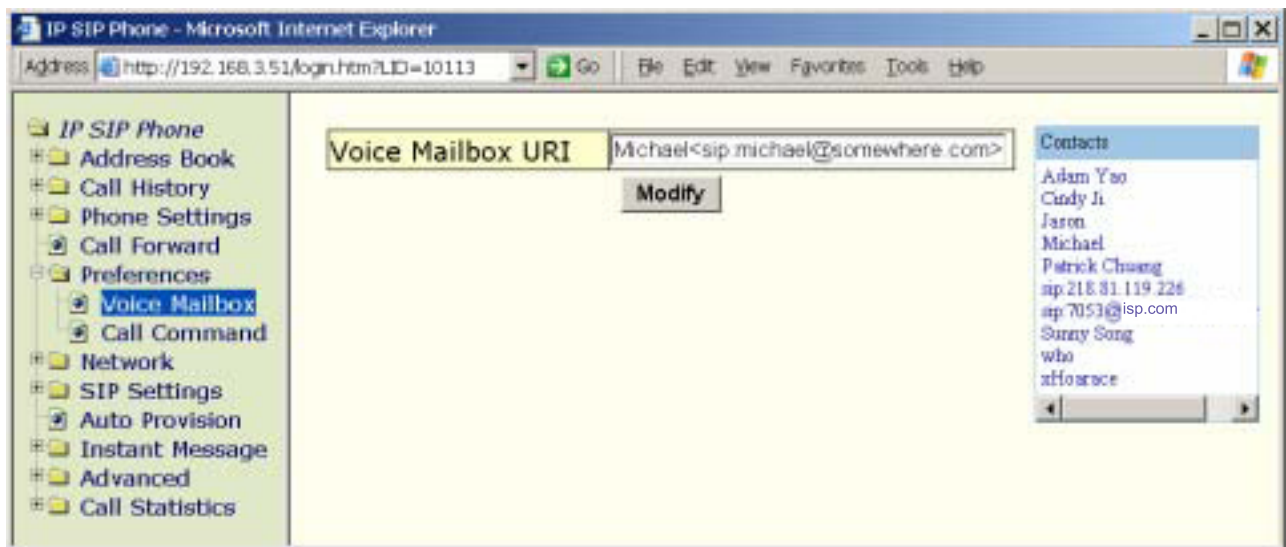 IP SIP Phone - Microsoft Internet Explorer
Address http://192.168.3.51/login.htm?LID=10113 Go File Edit View Favorites Tools Help
IP SIP Phone
Address Book
Call History
Phone Settings
Call Forward
Preferences
Voice Mailbox
Call Command
Network
SIP Settings
Auto Provision
Instant Message
Advanced
Call Statistics
Voice Mailbox URI Michael<sip:michael@somewhere.com>
Modify
Contacts
Adam Yao
Cindy Ji
Jason
Michael
Patrick Chuang
sip:218.81.119.226
sip:7053@isp.com
Sunny Song
who
xHoarace